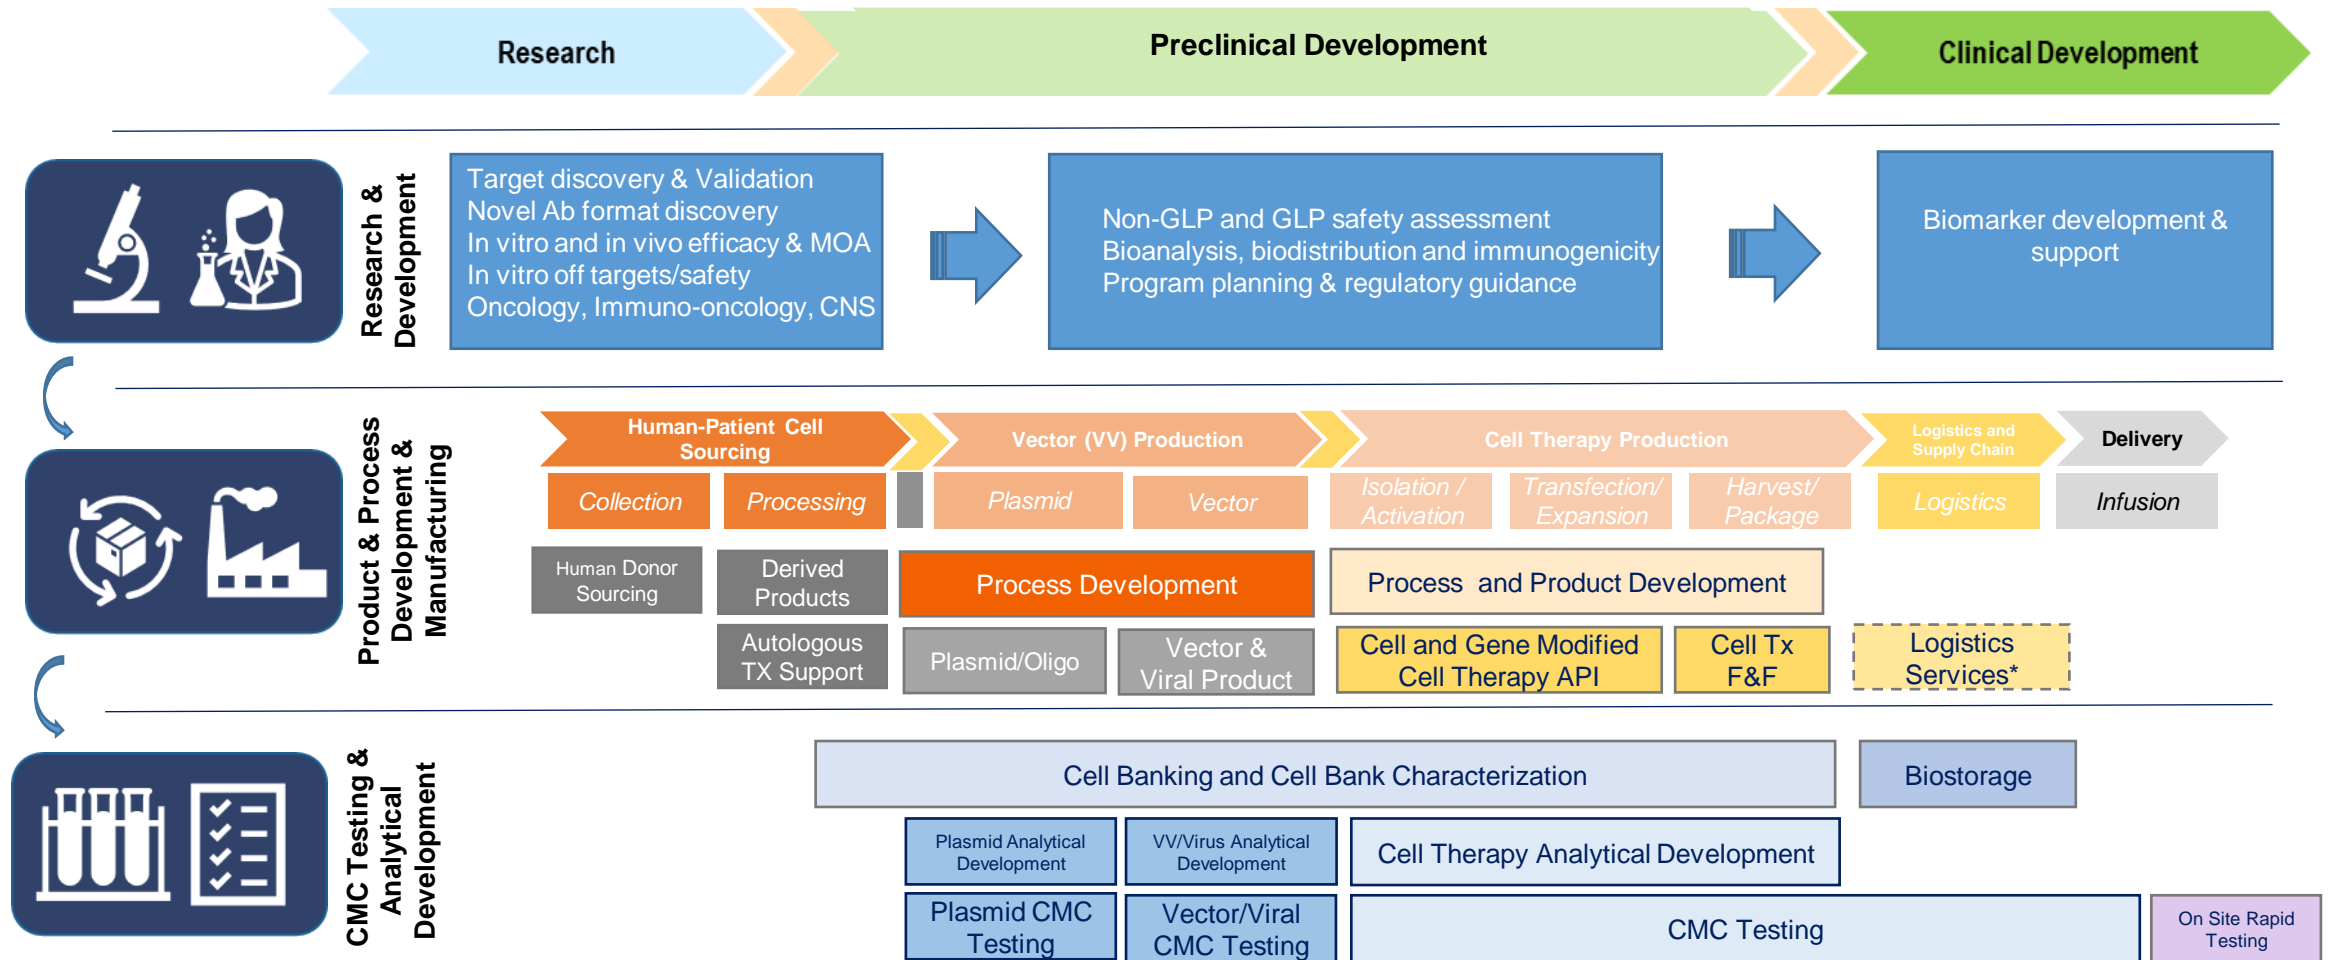 Research
Preclinical Development
Clinical Development
Research &
Development
Target discovery & Validation
Novel Ab format discovery
In vitro and in vivo efficacy & MOA
In vitro off targets/safety
Oncology, Immuno-oncology, CNS
Non-GLP and GLP safety assessment
Bioanalysis, biodistribution and immunogenicity
Program planning & regulatory guidance
Biomarker development &
support
Product & Process
Development &
Manufacturing
Human-Patient Cell
Sourcing
Vector (VV) Production
Cell Therapy Production
Logistics and
Supply Chain
Delivery
Collection
Processing
Plasmid
Vector
Isolation /
Activation
Transfection/
Expansion
Harvest/
Package
Logistics
Infusion
Human Donor
Sourcing
Derived
Products
Process Development
Process and Product Development
Autologous
TX Support
Plasmid/Oligo
Vector &
Viral Product
Cell and Gene Modified
Cell Therapy API
Cell Tx
F&F
Logistics
Services*
CMC Testing &
Analytical
Development
Cell Banking and Cell Bank Characterization
Biostorage
Plasmid Analytical
Development
VV/Virus Analytical
Development
Cell Therapy Analytical Development
Plasmid CMC
Testing
Vector/Viral
CMC Testing
CMC Testing
On Site Rapid
Testing